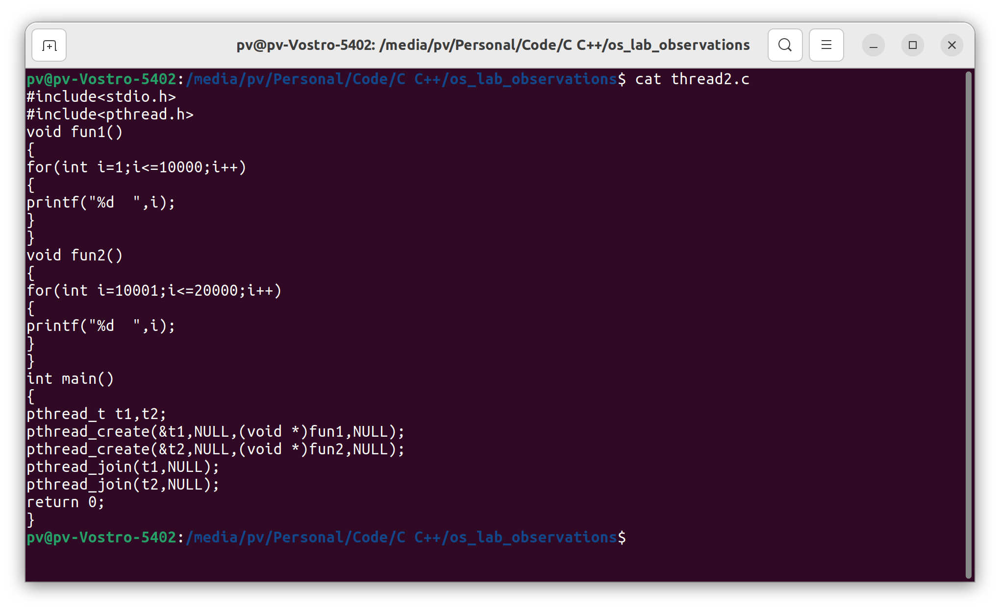 pv@pv-Vostro-5402: /media/pv/Personal/Code/C C++/os_lab_observations
pv@pv-Vostro-5402:/media/pv/Personal/Code/C C++/os_lab_observations$ cat thread2.c
#include<stdio.h>
#include<pthread.h>
void fun1()
{
for(int i=1;i<=10000;i++)
{
printf("%d  ",i);
}
}
void fun2()
{
for(int i=10001;i<=20000;i++)
{
printf("%d  ",i);
}
}
int main()
{
pthread_t t1,t2;
pthread_create(&t1,NULL,(void *)fun1,NULL);
pthread_create(&t2,NULL,(void *)fun2,NULL);
pthread_join(t1,NULL);
pthread_join(t2,NULL);
return 0;
}
pv@pv-Vostro-5402:/media/pv/Personal/Code/C C++/os_lab_observations$